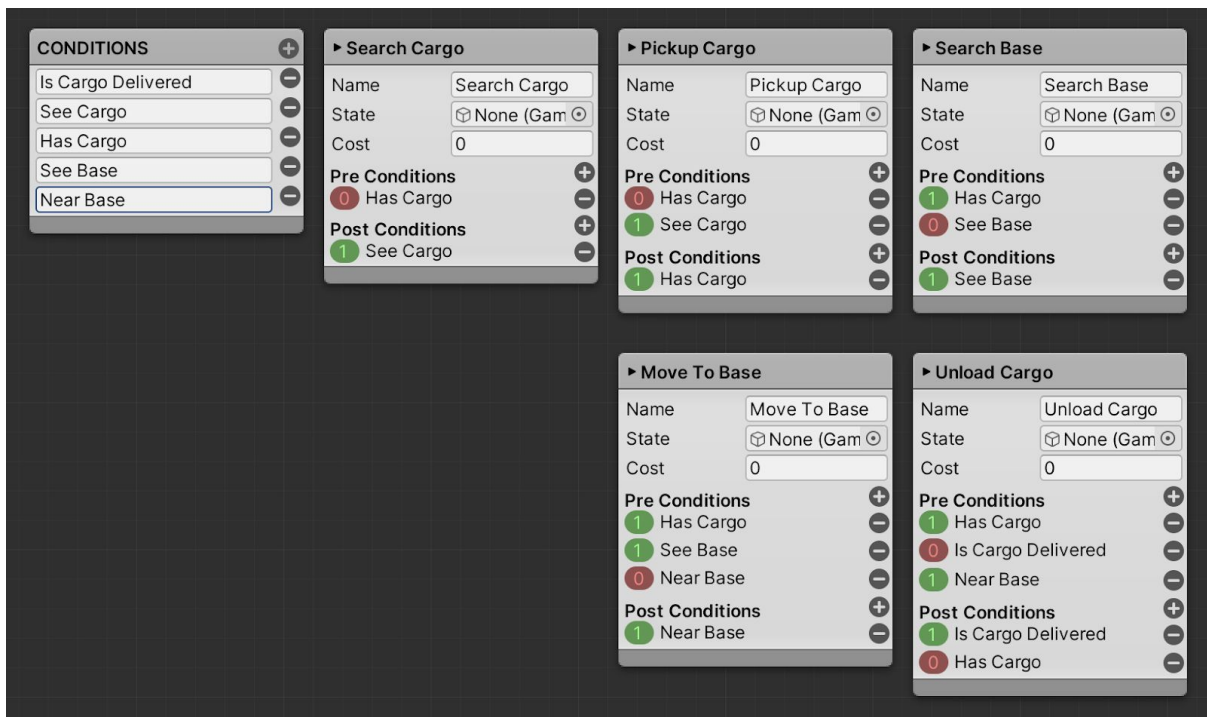 CONDITIONS
Is Cargo Delivered
See Cargo
Has Cargo
See Base
Near Base
Search Cargo
Name Search Cargo
State None (Gam
Cost 0
Pre Conditions
0 Has Cargo
Post Conditions
1 See Cargo
Pickup Cargo
Name Pickup Cargo
State None (Gam
Cost 0
Pre Conditions
0 Has Cargo
1 See Cargo
Post Conditions
1 Has Cargo
Search Base
Name Search Base
State None (Gam
Cost 0
Pre Conditions
1 Has Cargo
0 See Base
Post Conditions
1 See Base
Move To Base
Name Move To Base
State None (Gam
Cost 0
Pre Conditions
1 Has Cargo
1 See Base
0 Near Base
Post Conditions
1 Near Base
Unload Cargo
Name Unload Cargo
State None (Gam
Cost 0
Pre Conditions
1 Has Cargo
0 Is Cargo Delivered
1 Near Base
Post Conditions
1 Is Cargo Delivered
0 Has Cargo